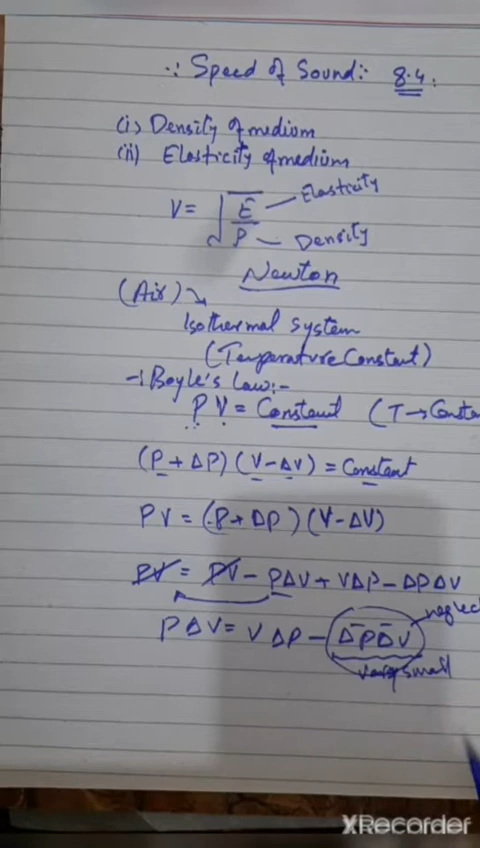 ∴ Speed of Sound:- 8.4.
(i) Density of medium
(ii) Elasticity of medium
V = √(E/ρ)
Elasticity
Density
Newton
(Air) ↘
Isothermal system
(Temperature Constant)
→ Boyle's Law:-
P V = Constant (T → Consta
(P + ΔP) (V - ΔV) = Constant
PV = (P + ΔP) (V - ΔV)
PV = PV - PΔV + VΔP - ΔPΔV
neglec
PΔV = VΔP - ΔPΔV
very small
XRecorder